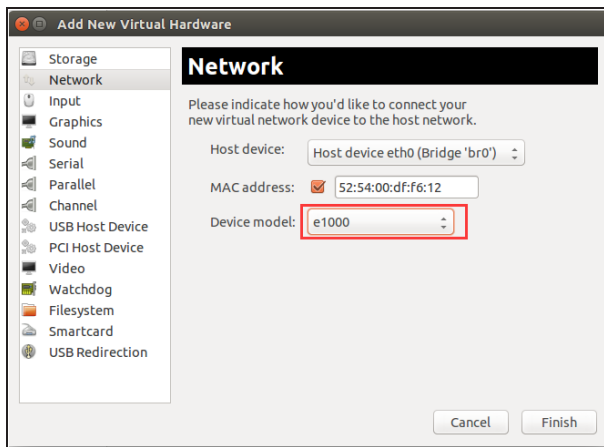 Add New Virtual Hardware
Storage
Network
Input
Graphics
Sound
Serial
Parallel
Channel
USB Host Device
PCI Host Device
Video
Watchdog
Filesystem
Smartcard
USB Redirection
Network
Please indicate how you'd like to connect your
new virtual network device to the host network.
Host device: Host device eth0 (Bridge 'br0')
MAC address: 52:54:00:df:f6:12
Device model: e1000
Cancel Finish